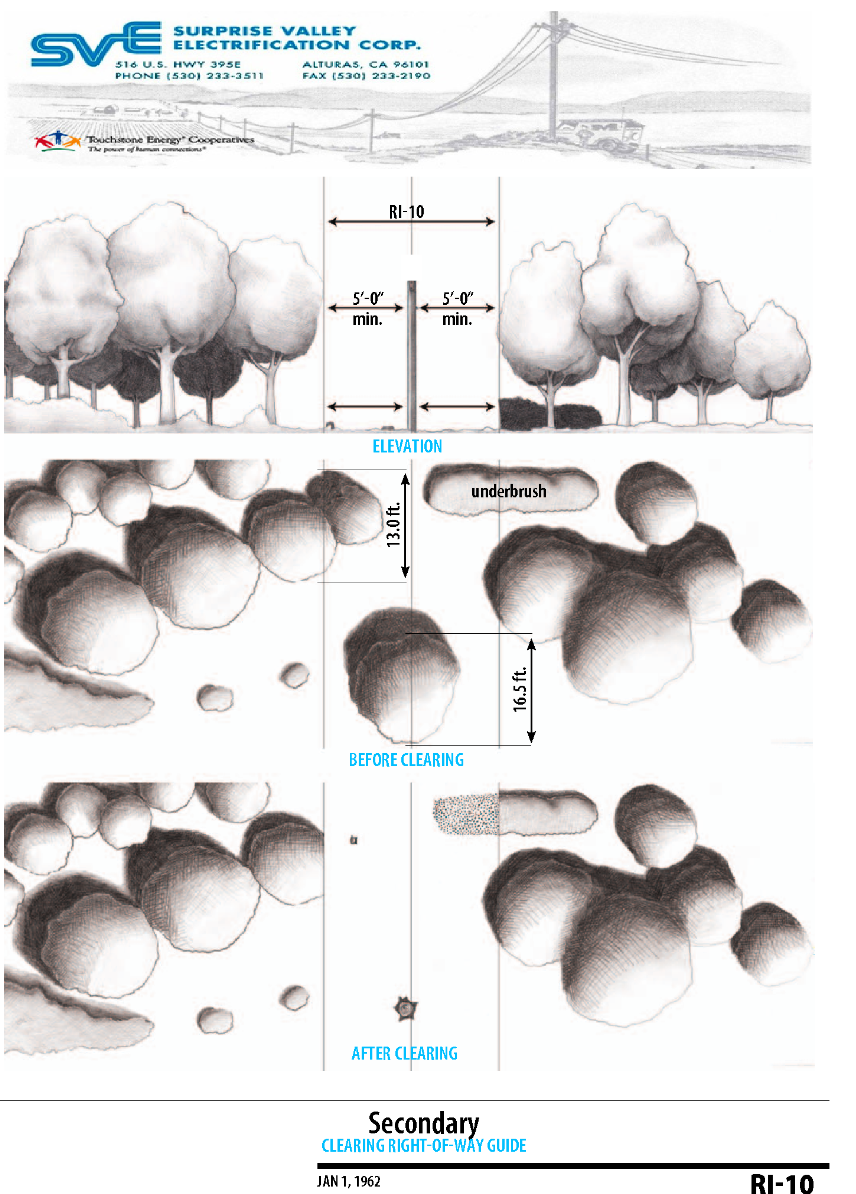 SVE
SURPRISE VALLEY
ELECTRIFICATION CORP.
516 U.S. HWY 395E ALTURAS, CA 96101
PHONE (530) 233-3511 FAX (530) 233-2190
Touchstone Energy® Cooperatives
The power of human connections®
RI-10
5'-0" 5'-0"
min. min.
ELEVATION
underbrush
13.0 ft.
16.5 ft.
BEFORE CLEARING
AFTER CLEARING
Secondary
CLEARING RIGHT-OF-WAY GUIDE
JAN 1, 1962
RI-10